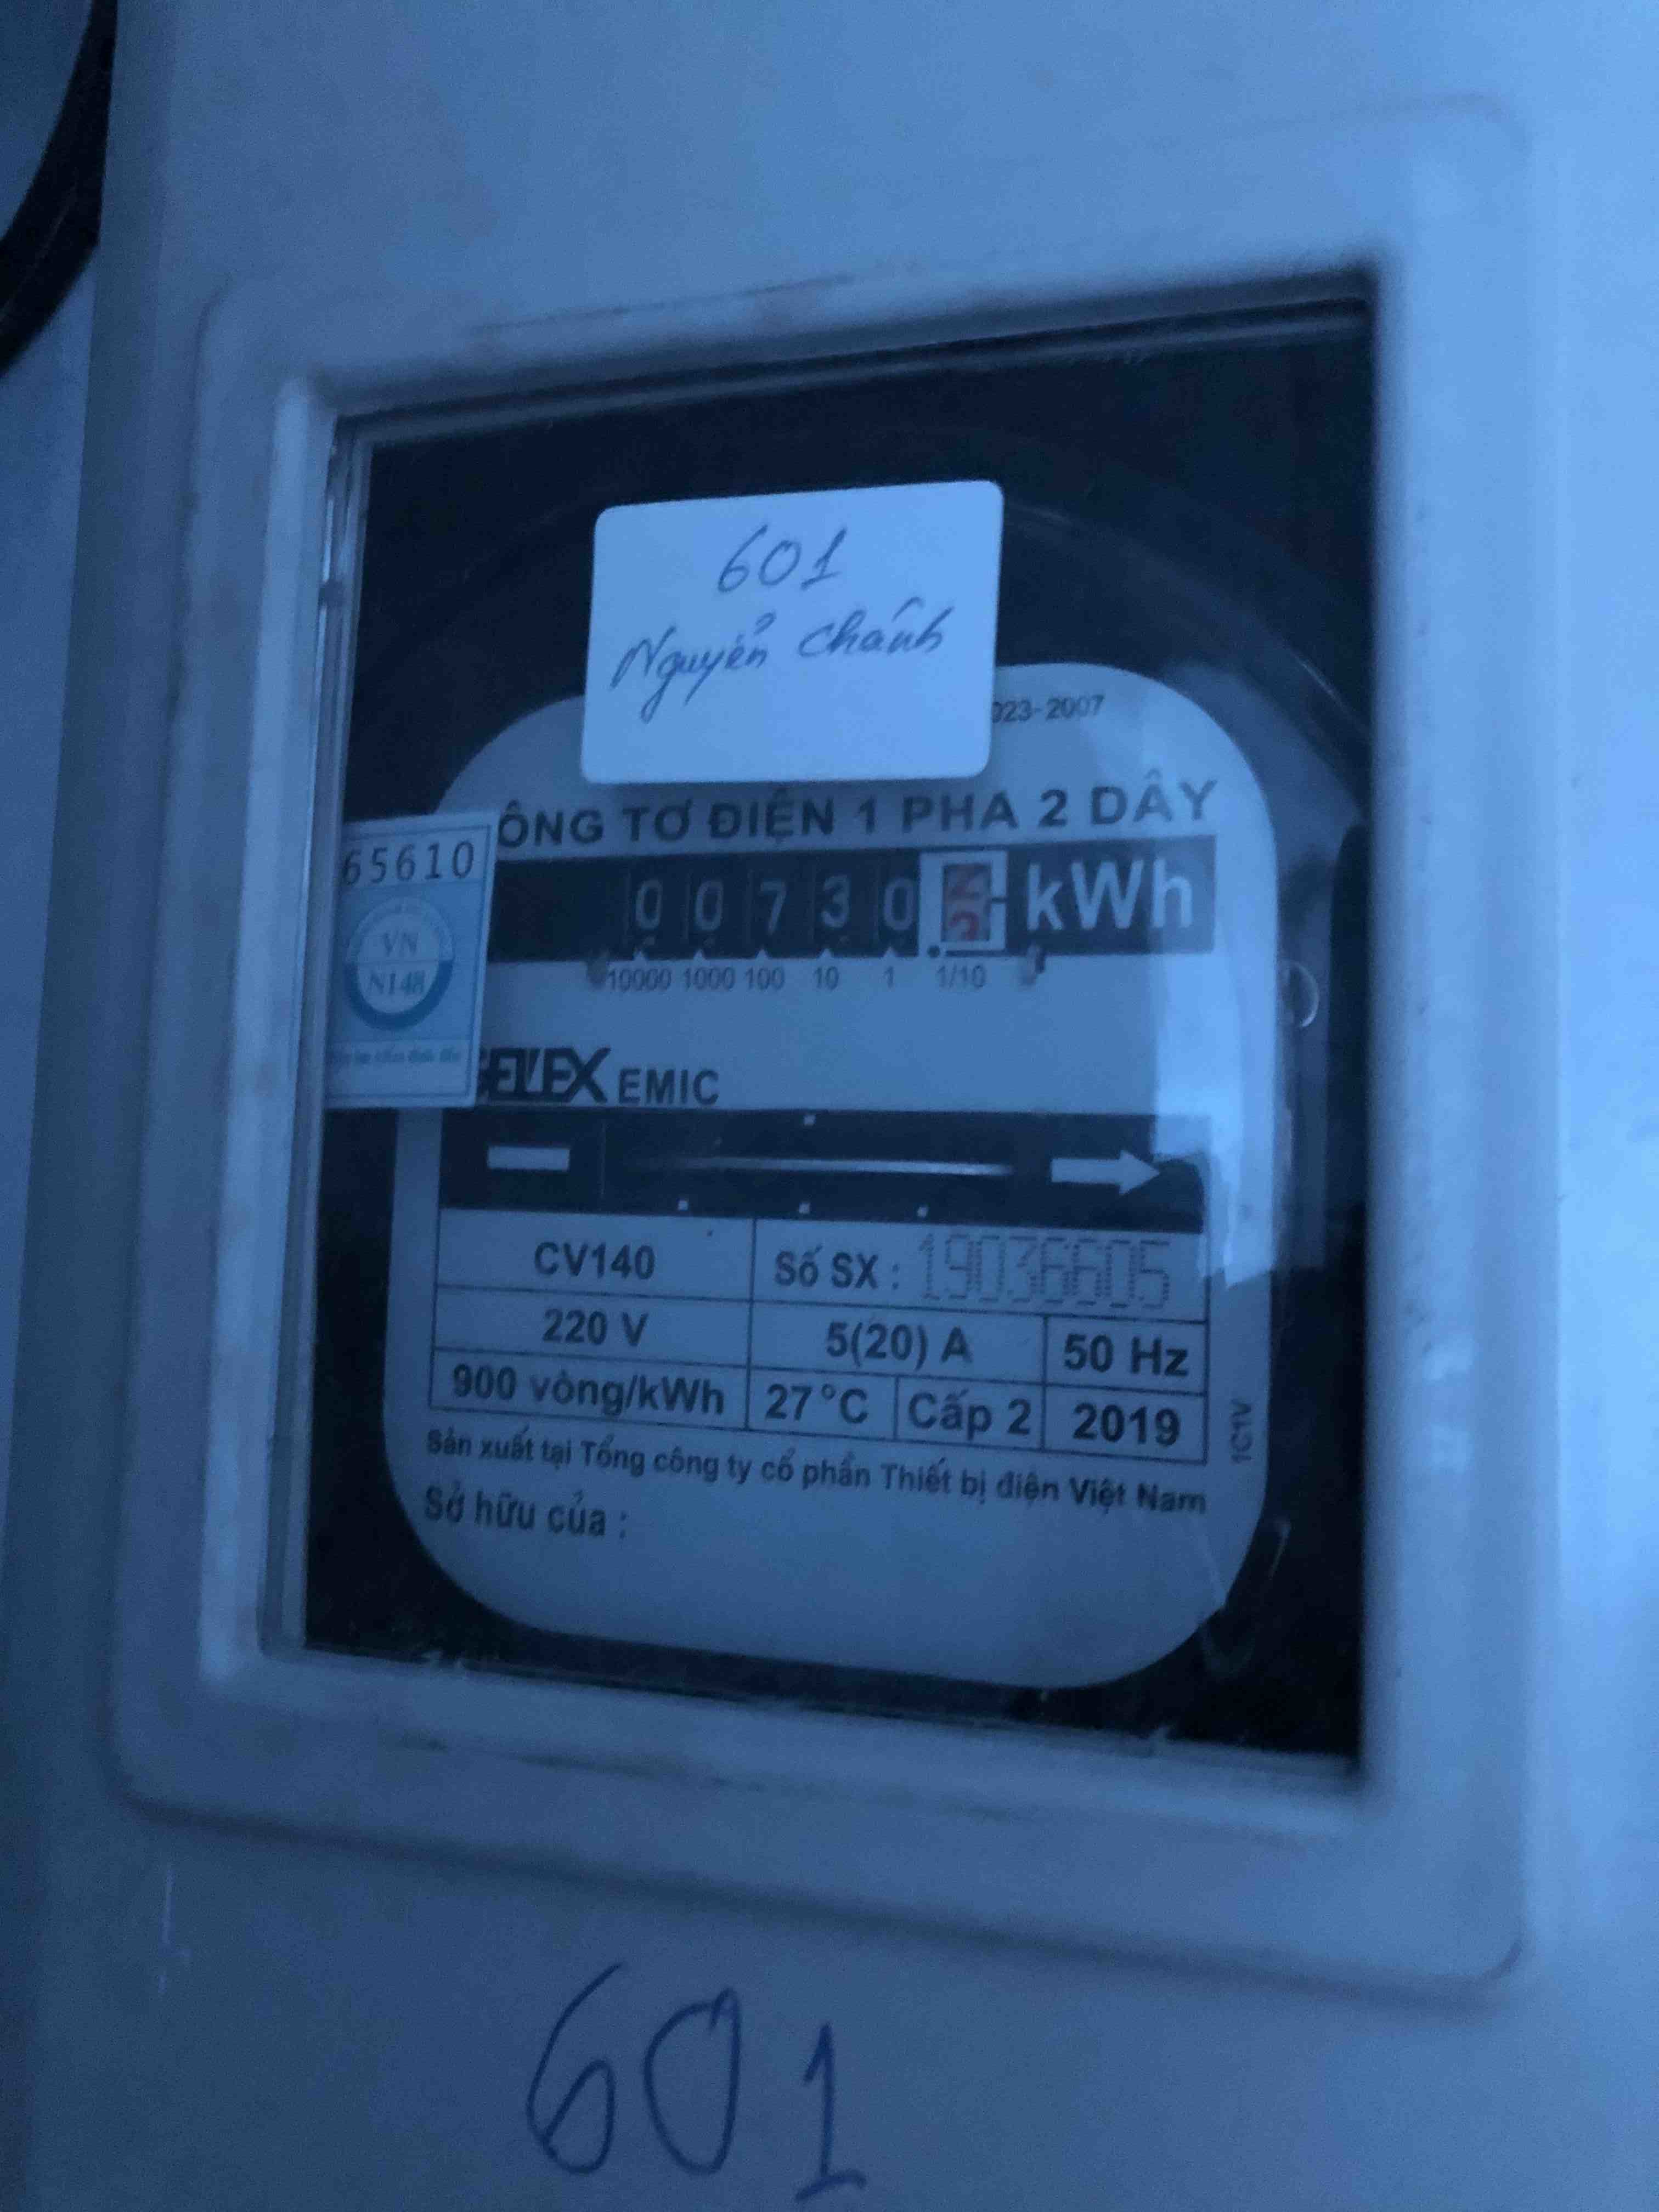 601
Nguyển Chánh
023-2007
ÔNG TƠ ĐIỆN 1 PHA 2 DÂY
65610
00730 kWh
10000 1000 100 10 1 1/10
VN
N148
GELEX EMIC
CV140 Số SX : 19036605
220 V 5(20) A 50 Hz
900 vòng/kWh 27°C Cấp 2 2019
Sản xuất tại Tổng công ty cổ phần Thiết bị điện Việt Nam
Sở hữu của :
601